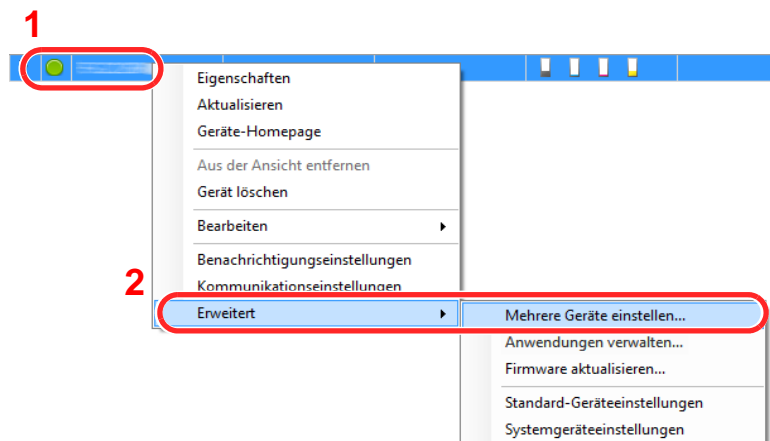 1
Eigenschaften
Aktualisieren
Geräte-Homepage
Aus der Ansicht entfernen
Gerät löschen
Bearbeiten
Benachrichtigungseinstellungen
2
Kommunikationseinstellungen
Erweitert
Mehrere Geräte einstellen...
Anwendungen verwalten...
Firmware aktualisieren...
Standard-Geräteeinstellungen
Systemgeräteeinstellungen